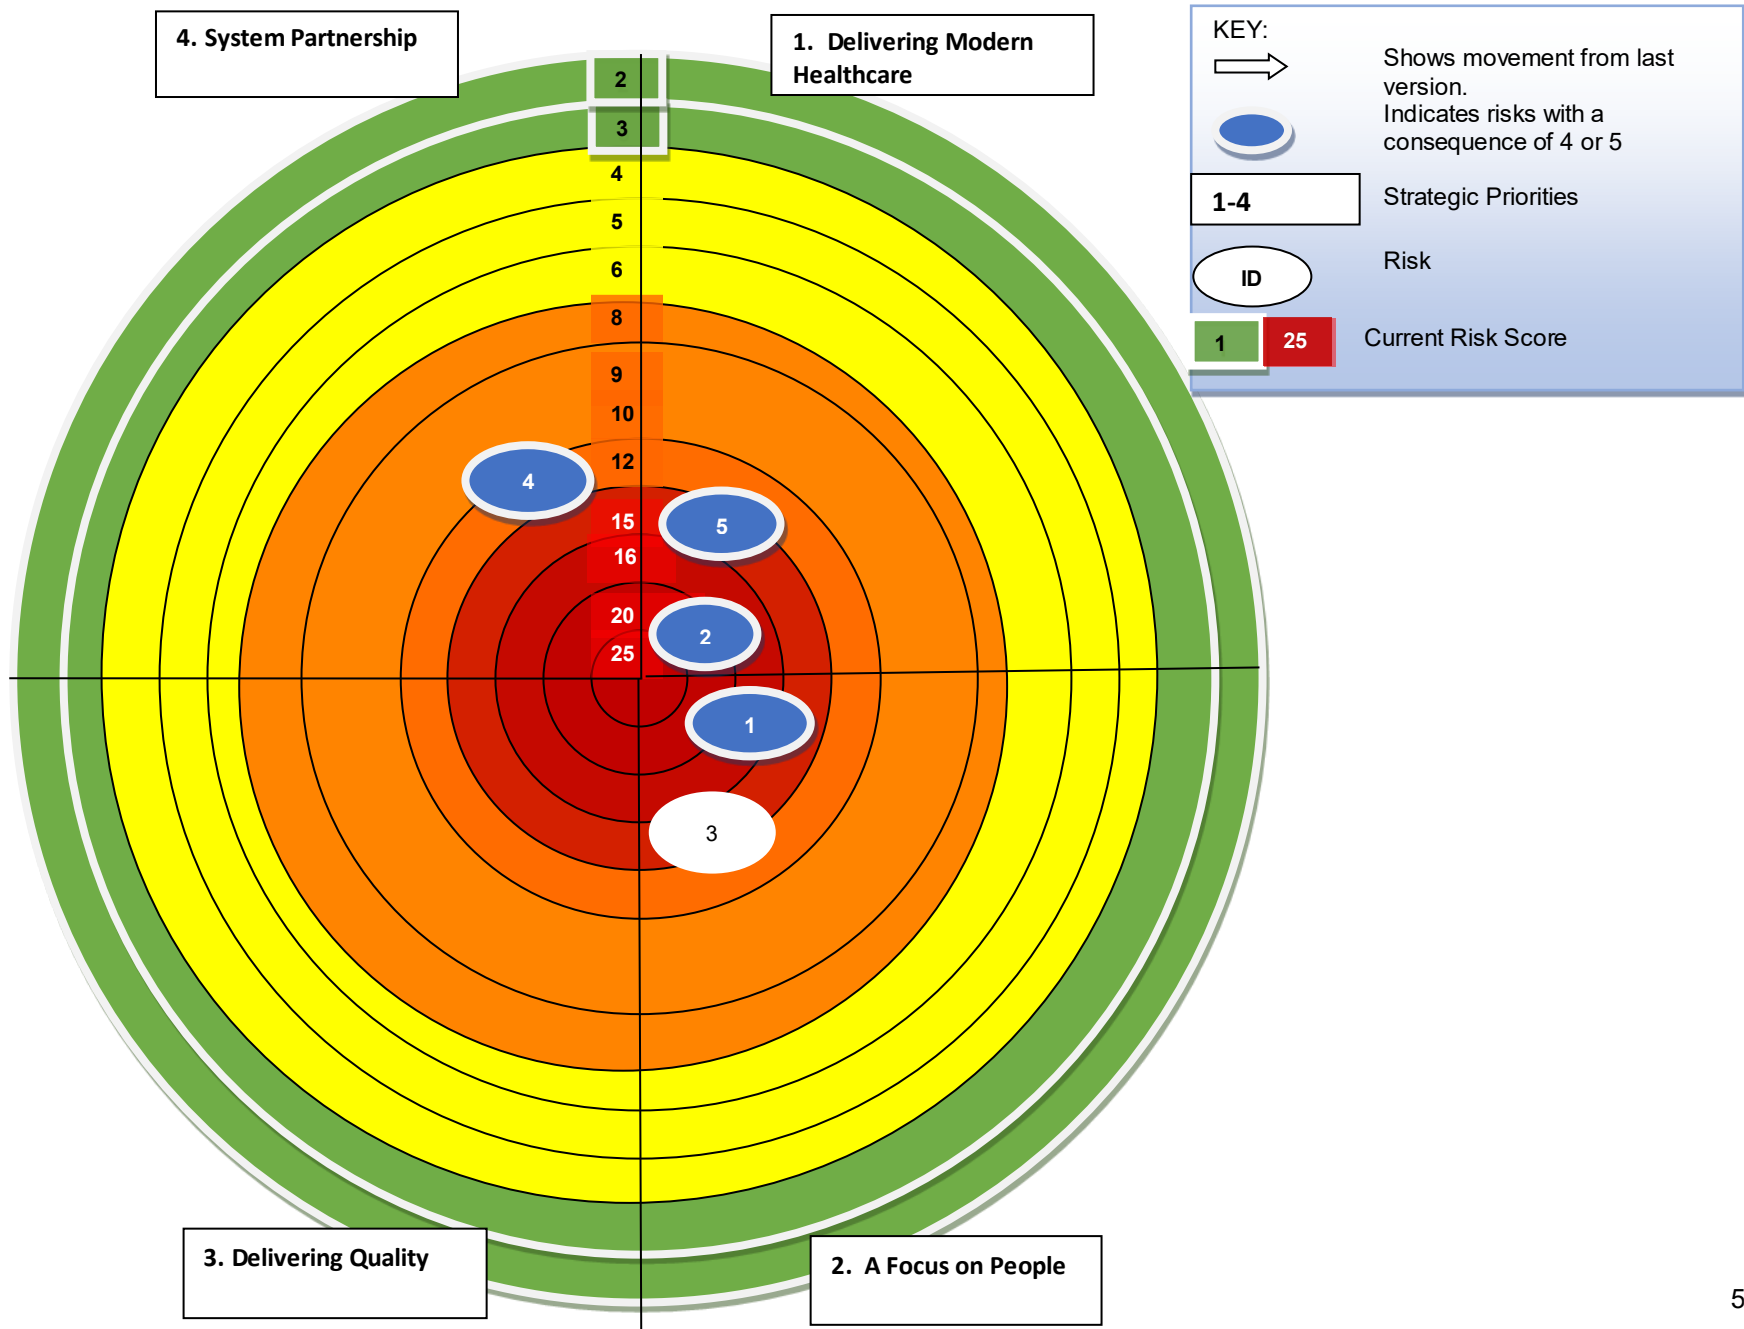 4. System Partnership
1. Delivering Modern
Healthcare
KEY:
Shows movement from last
version.
Indicates risks with a
consequence of 4 or 5
1-4
Strategic Priorities
ID
Risk
1
25
Current Risk Score
2
3
4
5
6
8
9
10
12
15
16
20
25
4
5
2
1
3
3. Delivering Quality
2. A Focus on People
5